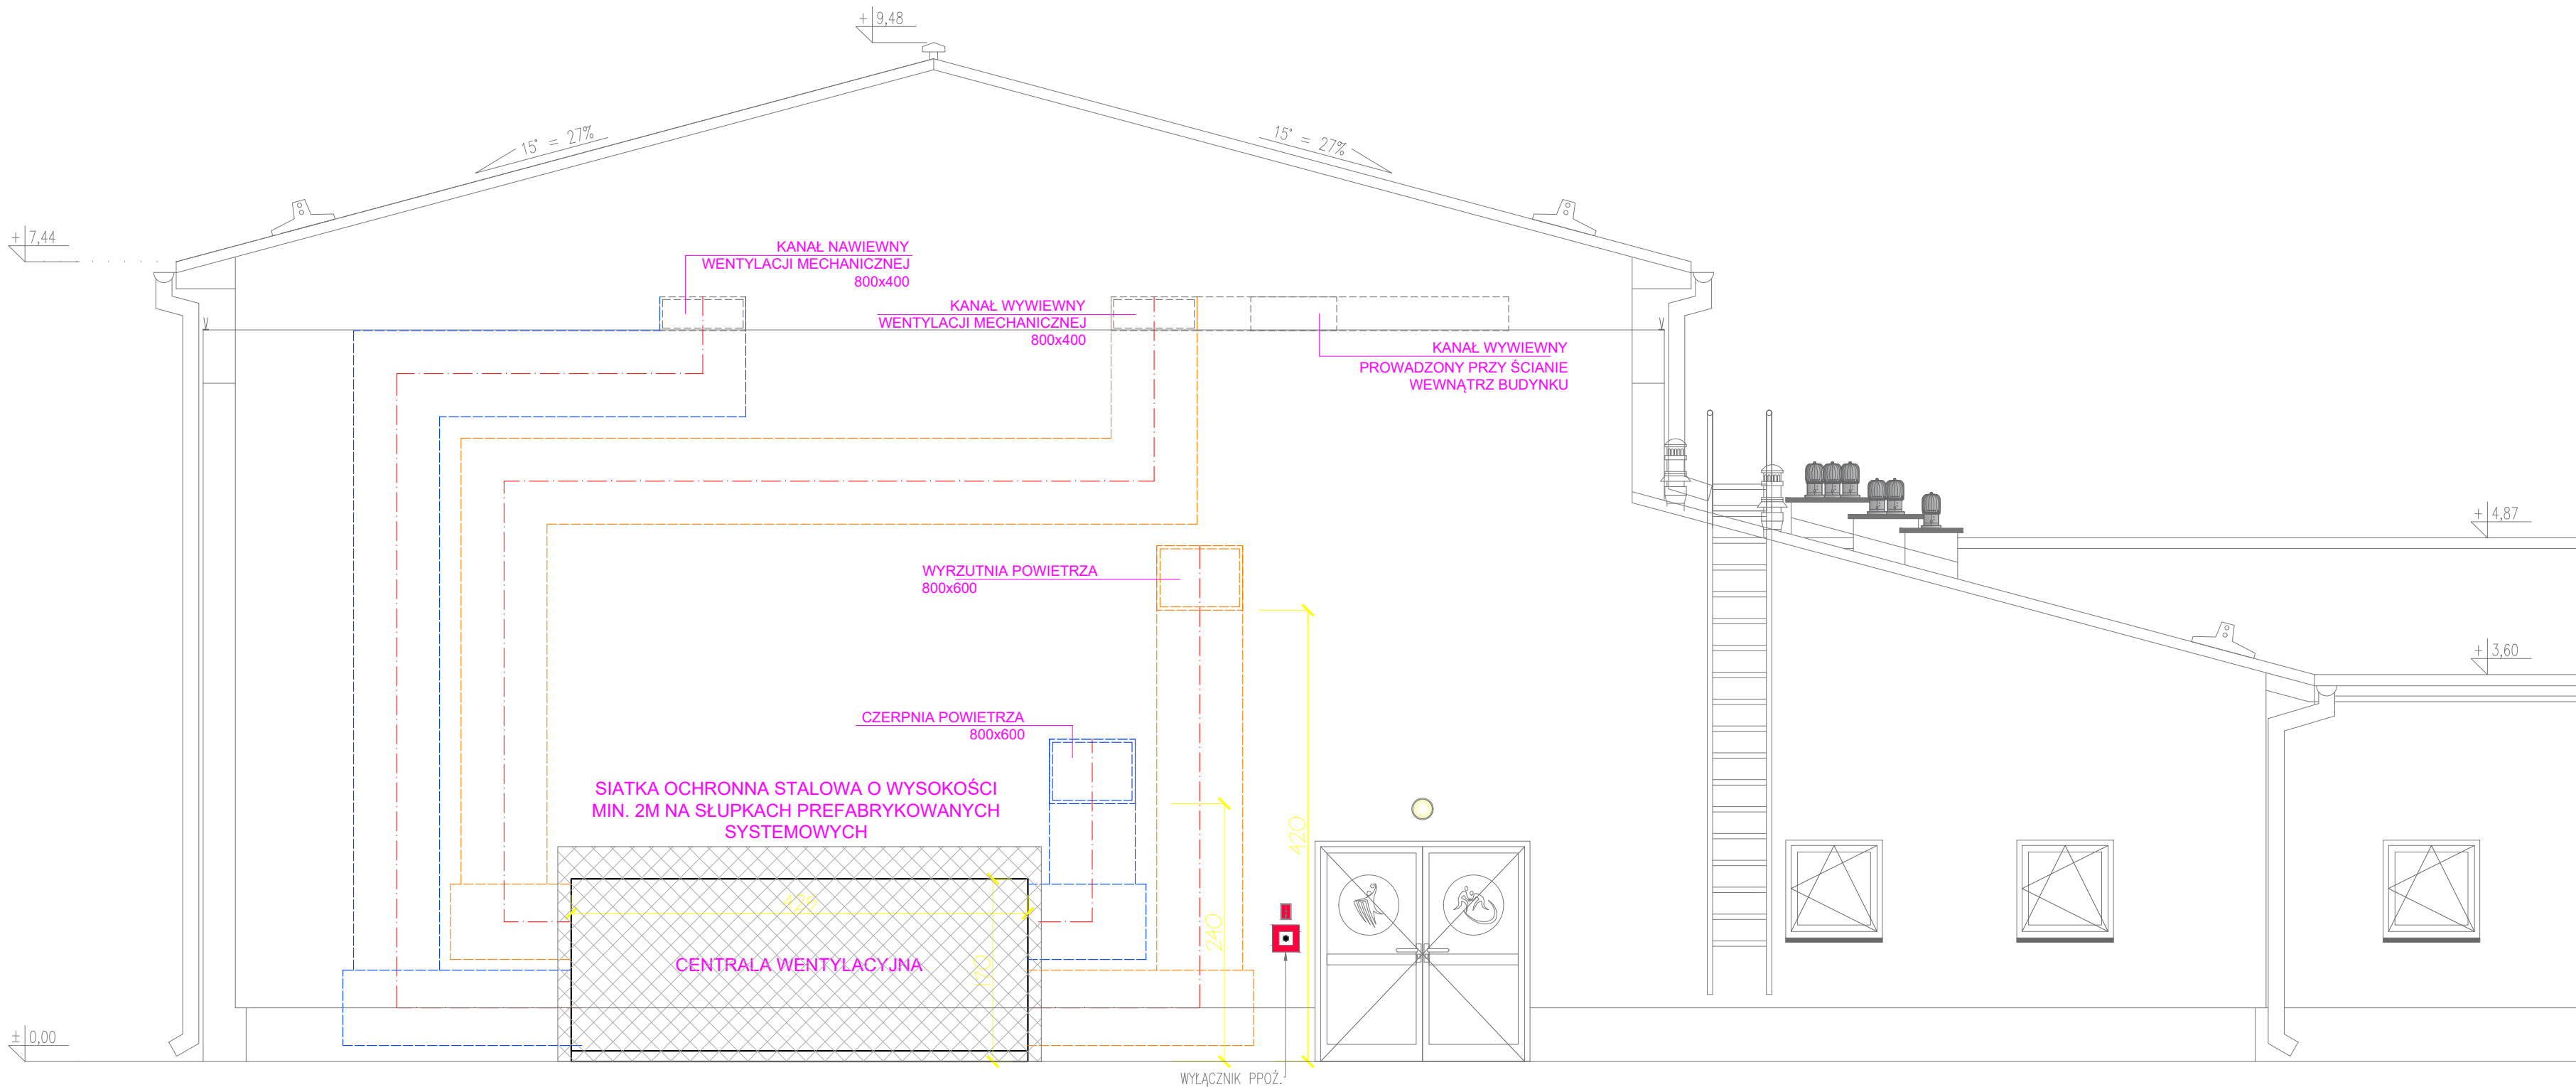 + 9,48
15° = 27%
15° = 27%
+ 7,44
KANAŁ NAWIEWNY
WENTYLACJI MECHANICZNEJ
800x400
KANAŁ WYWIEWNY
WENTYLACJI MECHANICZNEJ
800x400
KANAŁ WYWIEWNY
PROWADZONY PRZY ŚCIANIE
WEWNĄTRZ BUDYNKU
+ 4,87
WYRZUTNIA POWIETRZA
800x600
+ 3,60
CZERPNIA POWIETRZA
800x600
SIATKA OCHRONNA STALOWA O WYSOKOŚCI
MIN. 2M NA SŁUPKACH PREFABRYKOWANYCH
SYSTEMOWYCH
420
240
CENTRALA WENTYLACYJNA
± 0,00
WYŁĄCZNIK PPOŻ.